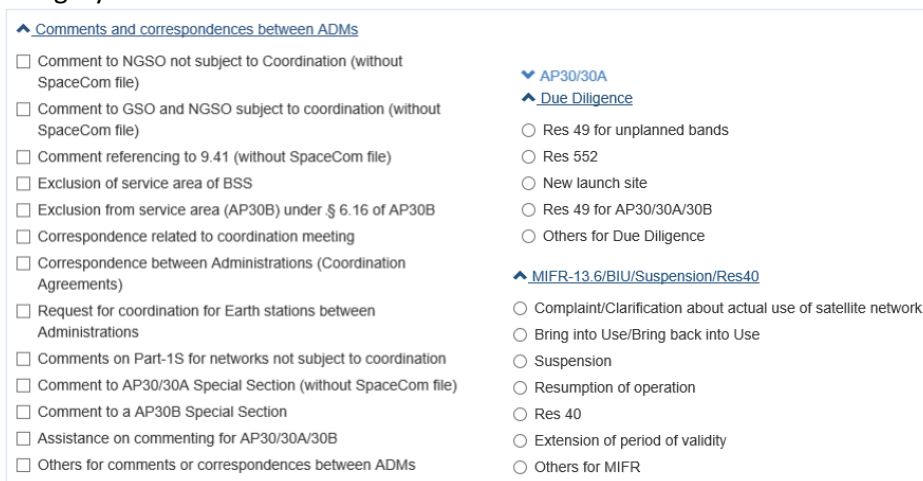 Comments and correspondences between ADMs
Comment to NGSO not subject to Coordination (without
SpaceCom file)
Comment to GSO and NGSO subject to coordination (without
SpaceCom file)
Comment referencing to 9.41 (without SpaceCom file)
Exclusion of service area of BSS
Exclusion from service area (AP30B) under § 6.16 of AP30B
Correspondence related to coordination meeting
Correspondence between Administrations (Coordination
Agreements)
Request for coordination for Earth stations between
Administrations
Comments on Part-1S for networks not subject to coordination
Comment to AP30/30A Special Section (without SpaceCom file)
Comment to a AP30B Special Section
Assistance on commenting for AP30/30A/30B
Others for comments or correspondences between ADMs
AP30/30A
Due Diligence
Res 49 for unplanned bands
Res 552
New launch site
Res 49 for AP30/30A/30B
Others for Due Diligence
MIFR-13.6/BIU/Suspension/Res40
Complaint/Clarification about actual use of satellite network
Bring into Use/Bring back into Use
Suspension
Resumption of operation
Res 40
Extension of period of validity
Others for MIFR